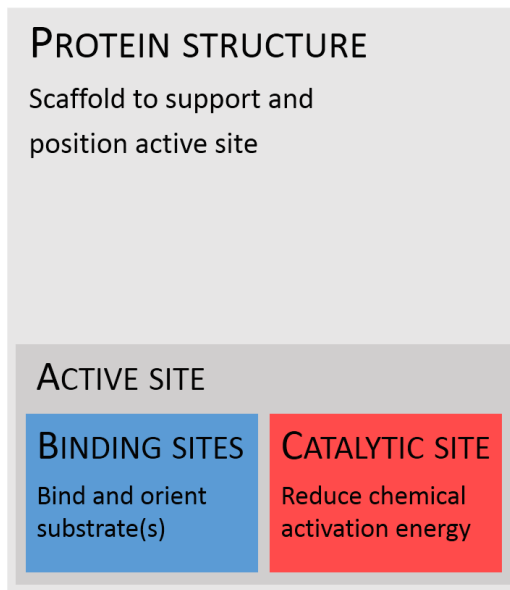 PROTEIN STRUCTURE
Scaffold to support and
position active site
ACTIVE SITE
BINDING SITES
Bind and orient
substrate(s)
CATALYTIC SITE
Reduce chemical
activation energy